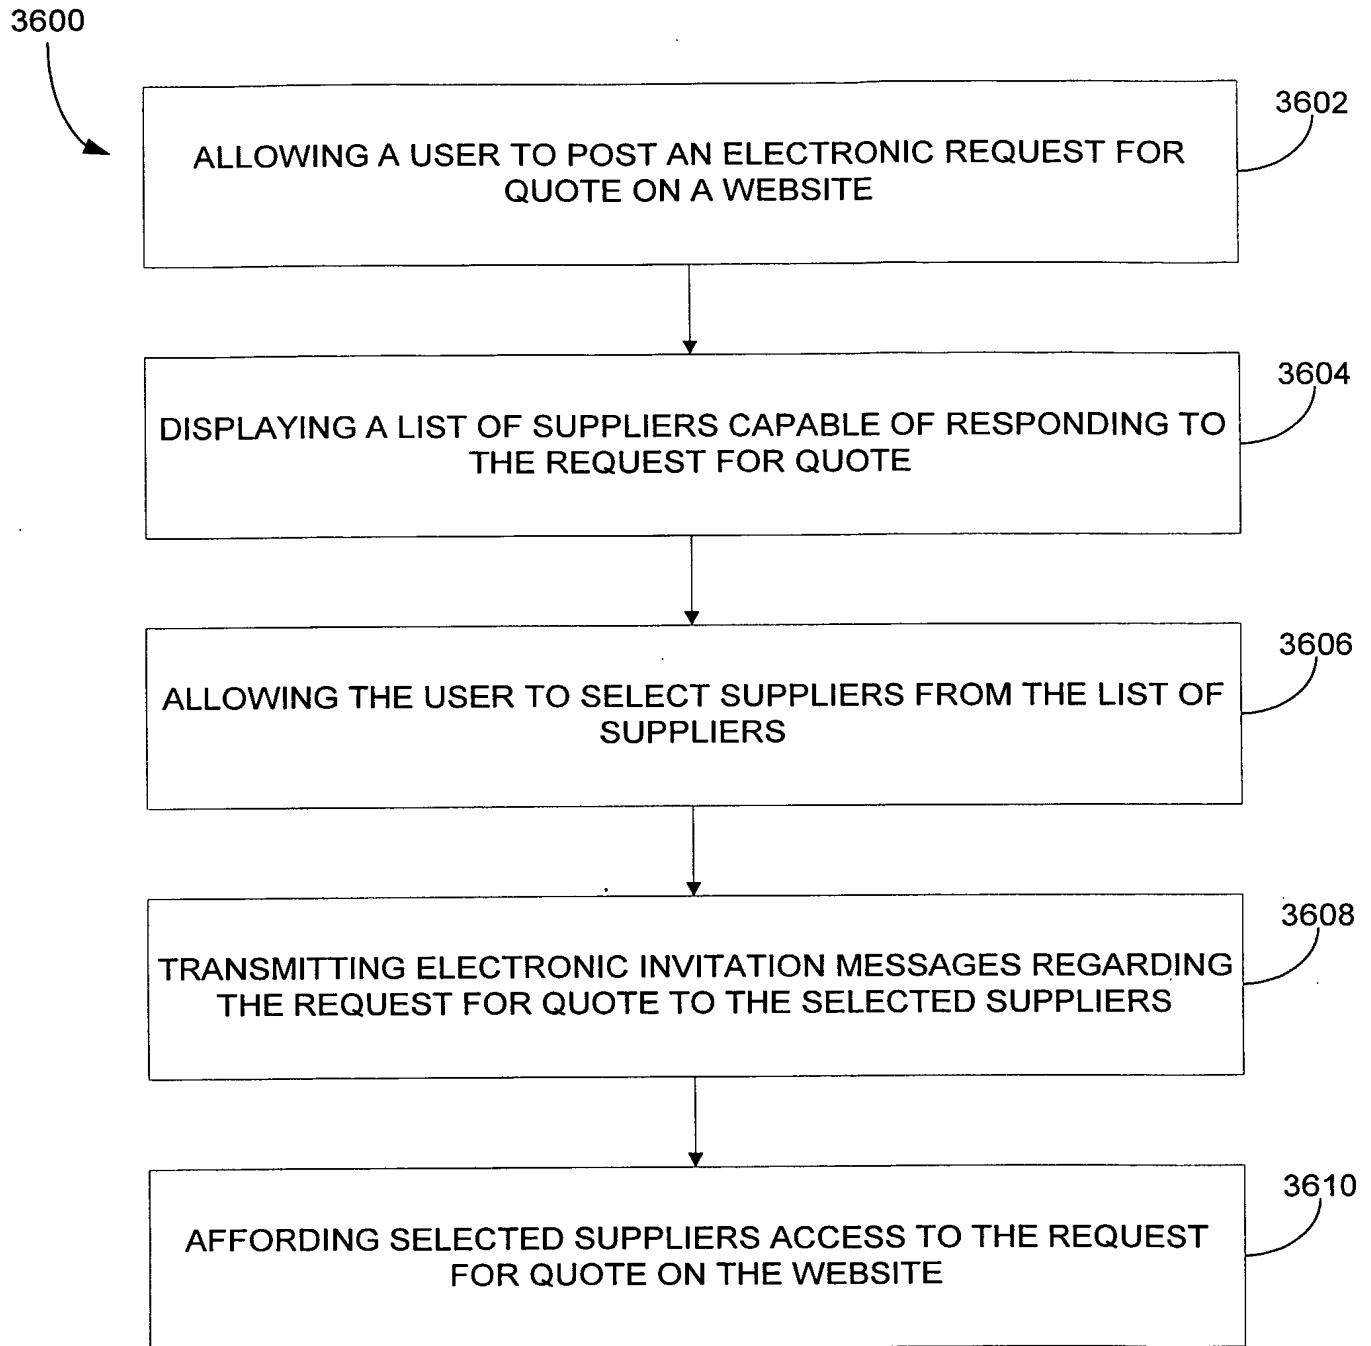 3600
3602
ALLOWING A USER TO POST AN ELECTRONIC REQUEST FOR
QUOTE ON A WEBSITE
3604
DISPLAYING A LIST OF SUPPLIERS CAPABLE OF RESPONDING TO
THE REQUEST FOR QUOTE
3606
ALLOWING THE USER TO SELECT SUPPLIERS FROM THE LIST OF
SUPPLIERS
3608
TRANSMITTING ELECTRONIC INVITATION MESSAGES REGARDING
THE REQUEST FOR QUOTE TO THE SELECTED SUPPLIERS
3610
AFFORDING SELECTED SUPPLIERS ACCESS TO THE REQUEST
FOR QUOTE ON THE WEBSITE